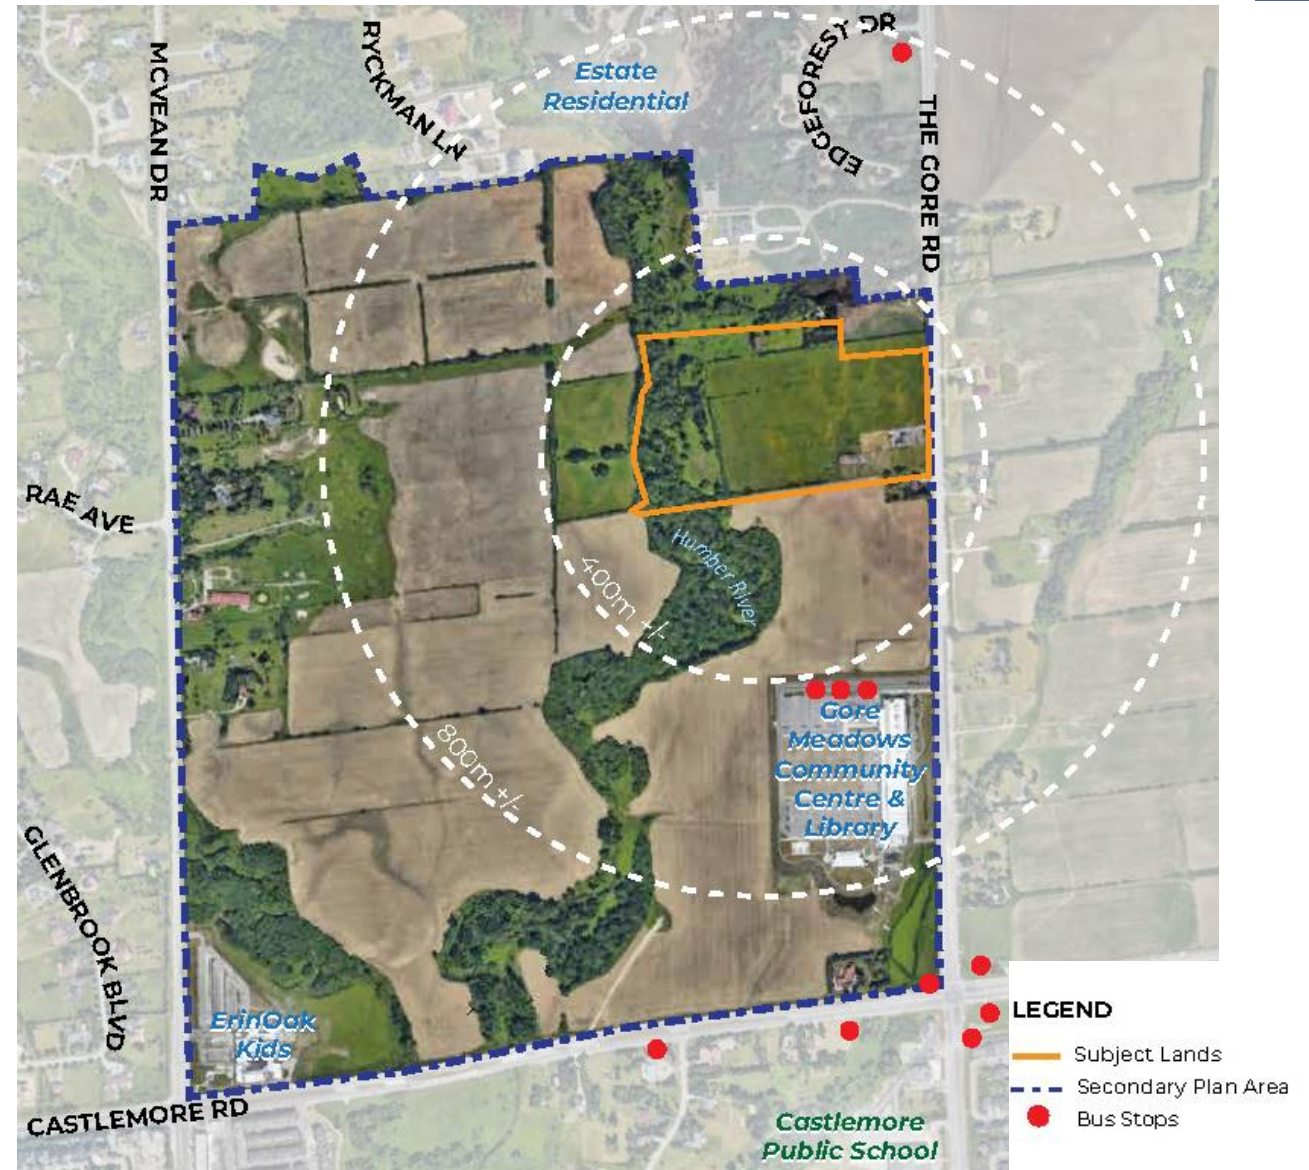 EDGEFOREST DR
RYCKMAN LN
MCVEAN DR
Estate
Residential
THE GORE RD
RAE AVE
Humber River
400m +/-
800m +/-
Gore
Meadows
Community
Centre &
Library
GLENBROOK BLVD
ErinOak
Kids
CASTLEMORE RD
Castlemore
Public School
LEGEND
Subject Lands
Secondary Plan Area
Bus Stops